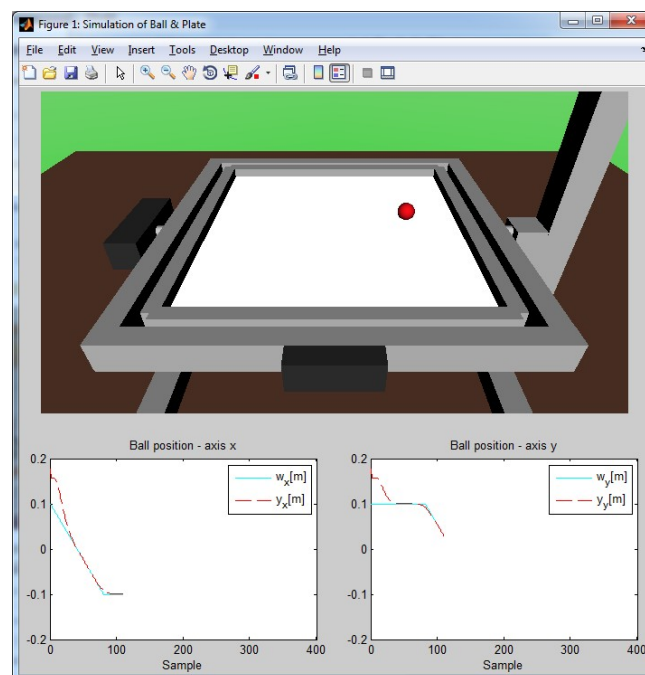 Figure 1: Simulation of Ball & Plate
File Edit View Insert Tools Desktop Window Help
Ball position - axis x
0.2
0.1
0
-0.1
-0.2
0 100 200 300 400
Sample
w_x[m]
y_x[m]
Ball position - axis y
0.2
0.1
0
-0.1
-0.2
0 100 200 300 400
Sample
w_y[m]
y_y[m]